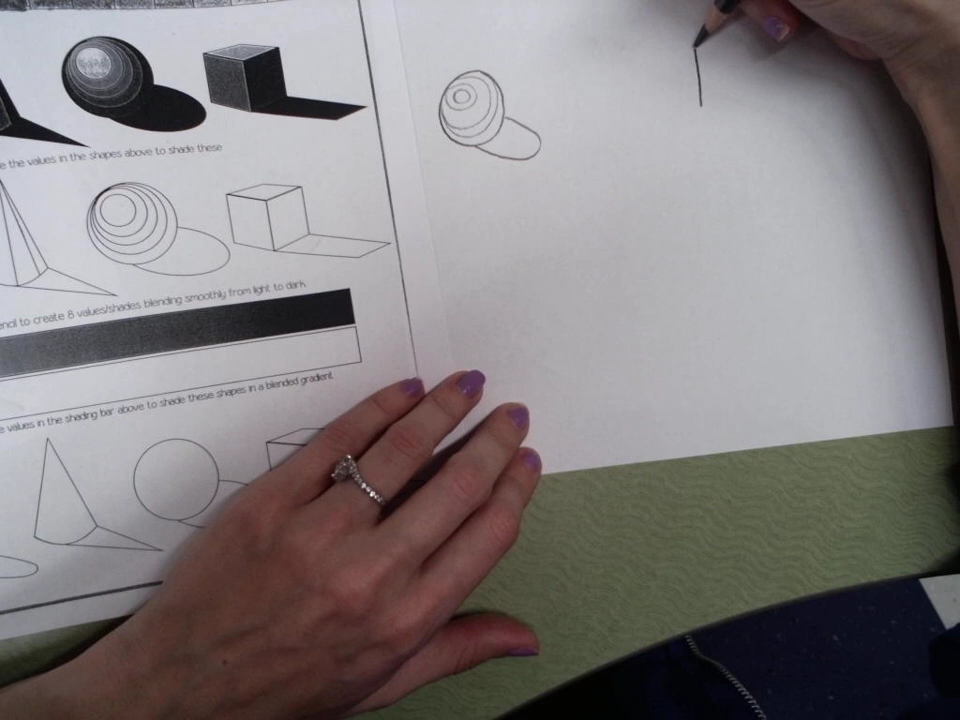 the values in the shapes above to shade these
to create 8 values/shades blending smoothly from light to dark
values in the shading bar above to shade these shapes in a blended gradient.